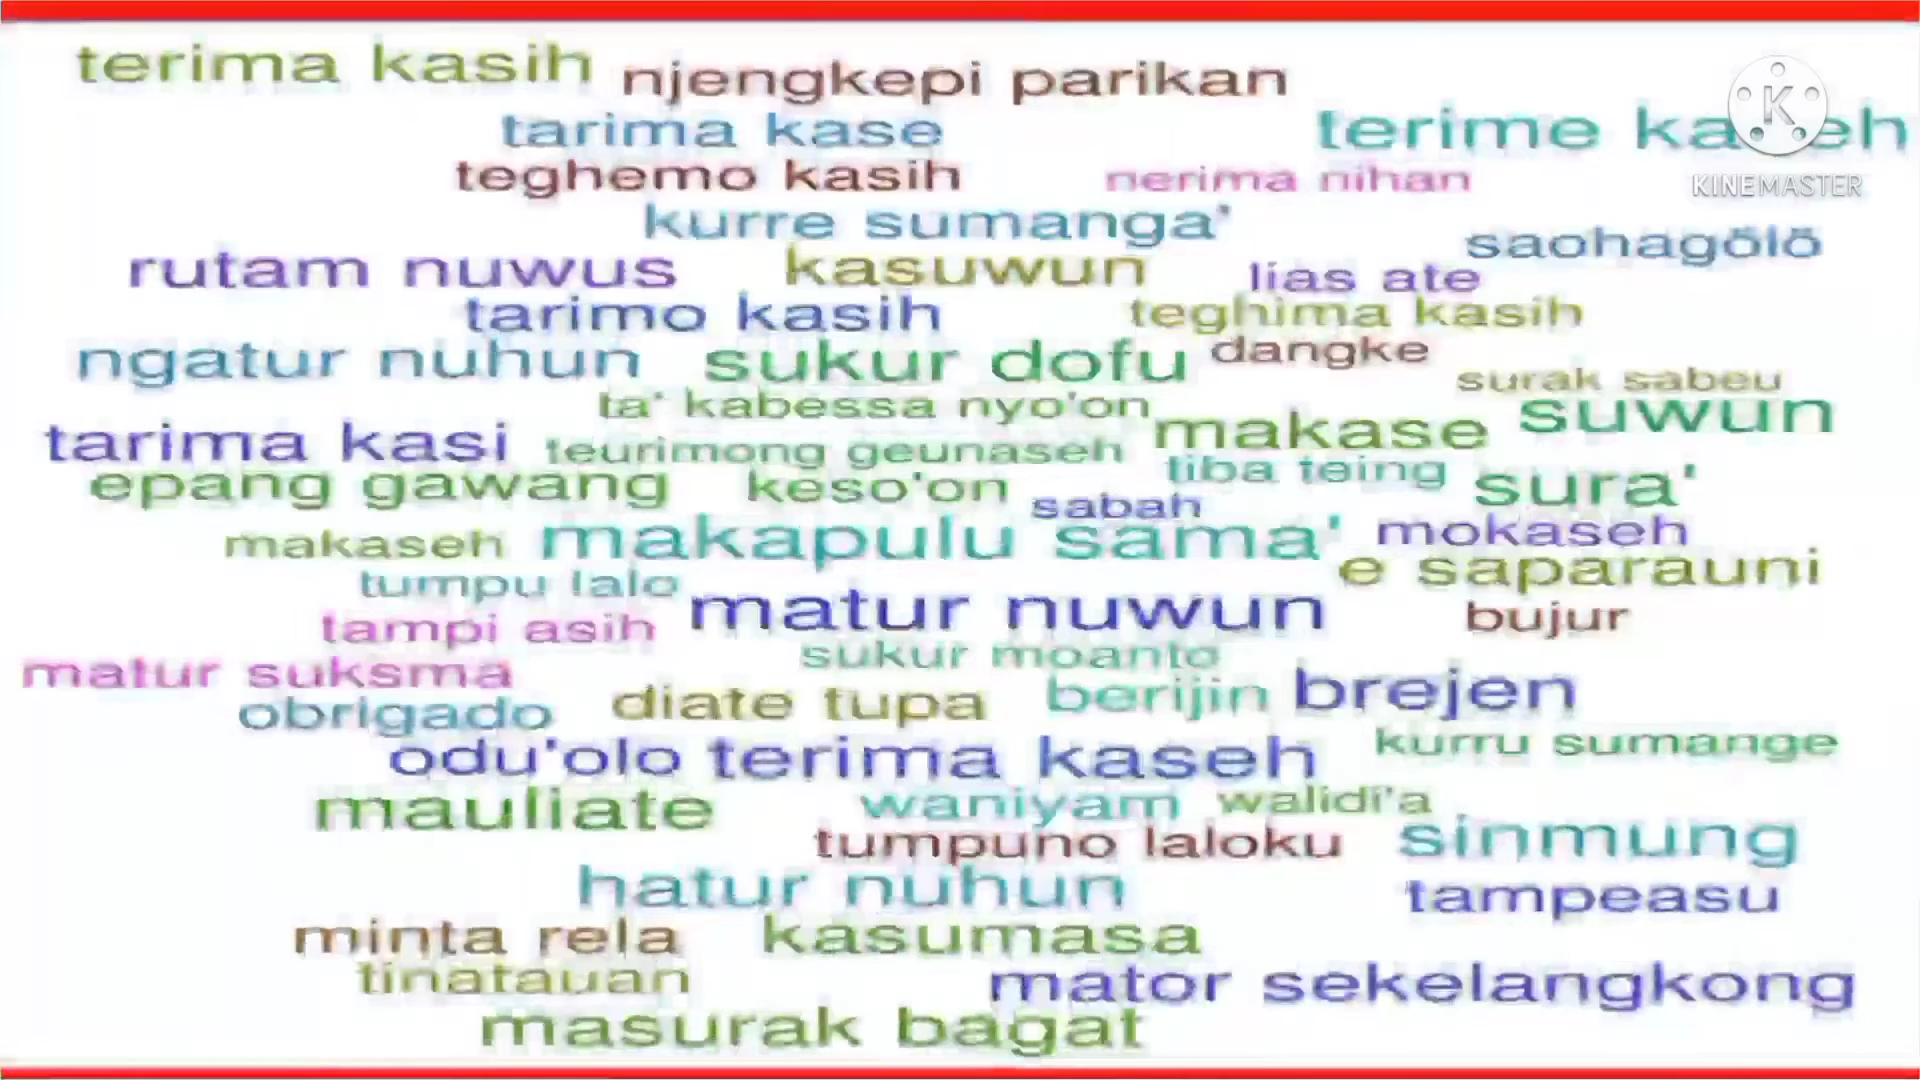 terima kasih njengkepi parikan
tarima kase terime kaseh
KINEMASTER
teghemo kasih nerima nihan
kurre sumanga' saohagölö
rutam nuwus kasuwun lias ate
tarimo kasih teghima kasih
ngatur nuhun sukur dofu dangke
surak sabeu
ta' kabessa nyo'on makase suwun
tarima kasi teurimong geunaseh
epang gawang keso'on tiba teing sura'
sabah
makaseh makapulu sama' mokaseh
tumpu lalo e saparauni
tampi asih matur nuwun bujur
matur suksma sukur moanto
obrigado diate tupa berijin brejen
odu'olo terima kaseh kurru sumange
mauliate waniyam walidi'a
tumpuno laloku sinmung
hatur nuhun tampeasu
minta rela kasumasa
tinatauan mator sekelangkong
masurak bagat